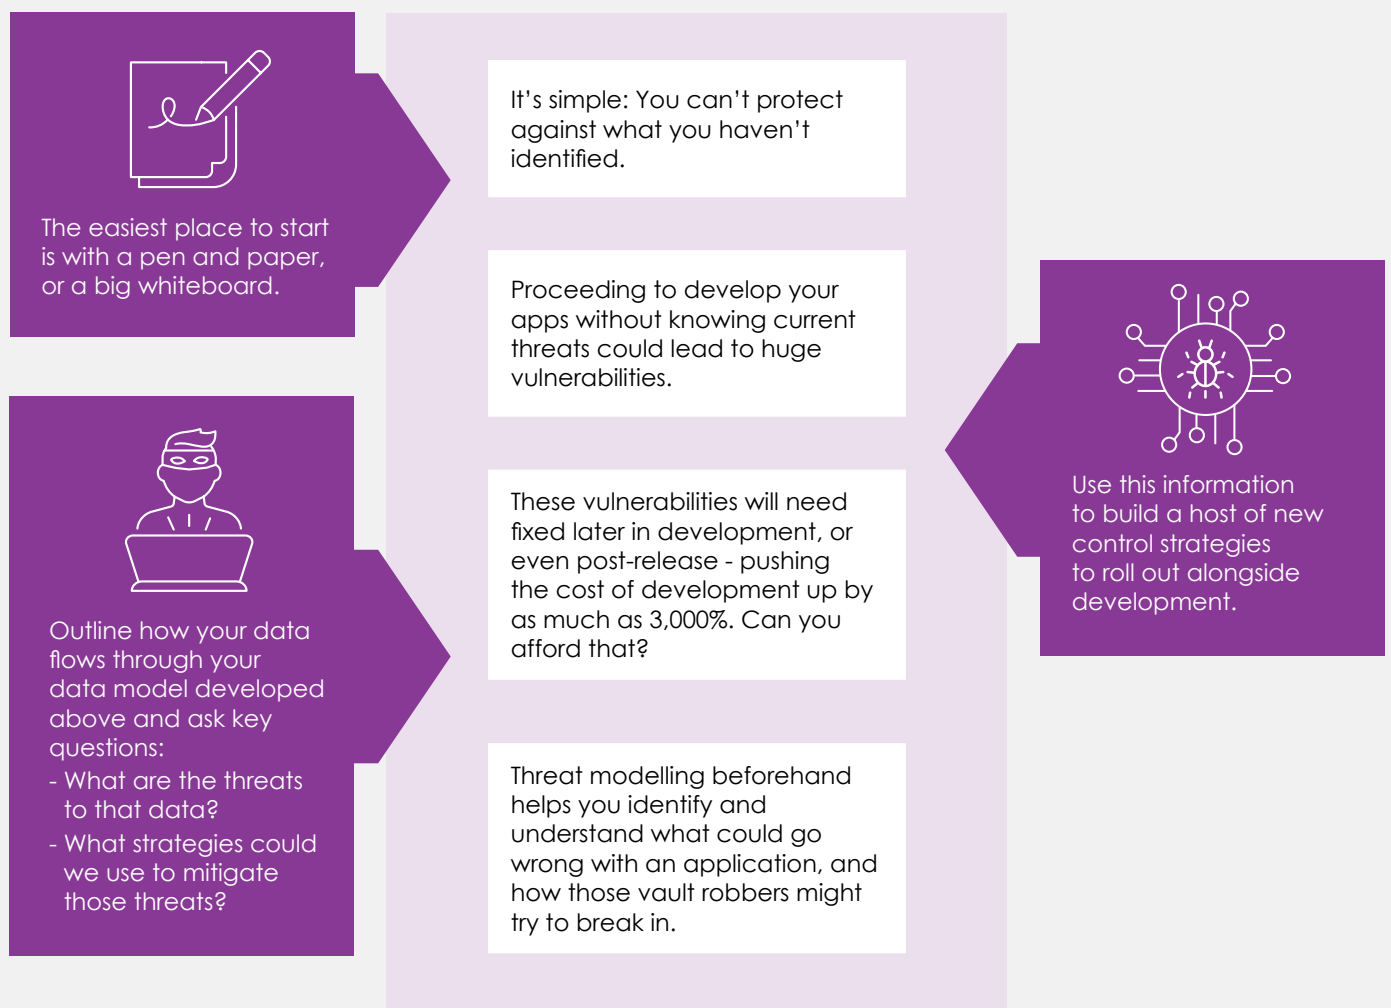 The easiest place to start
is with a pen and paper,
or a big whiteboard.
Outline how your data
flows through your
data model developed
above and ask key
questions:
- What are the threats
to that data?
- What strategies could
we use to mitigate
those threats?
It’s simple: You can’t protect
against what you haven’t
identified.
Proceeding to develop your
apps without knowing current
threats could lead to huge
vulnerabilities.
These vulnerabilities will need
fixed later in development, or
even post-release - pushing
the cost of development up by
as much as 3,000%. Can you
afford that?
Threat modelling beforehand
helps you identify and
understand what could go
wrong with an application, and
how those vault robbers might
try to break in.
Use this information
to build a host of new
control strategies
to roll out alongside
development.